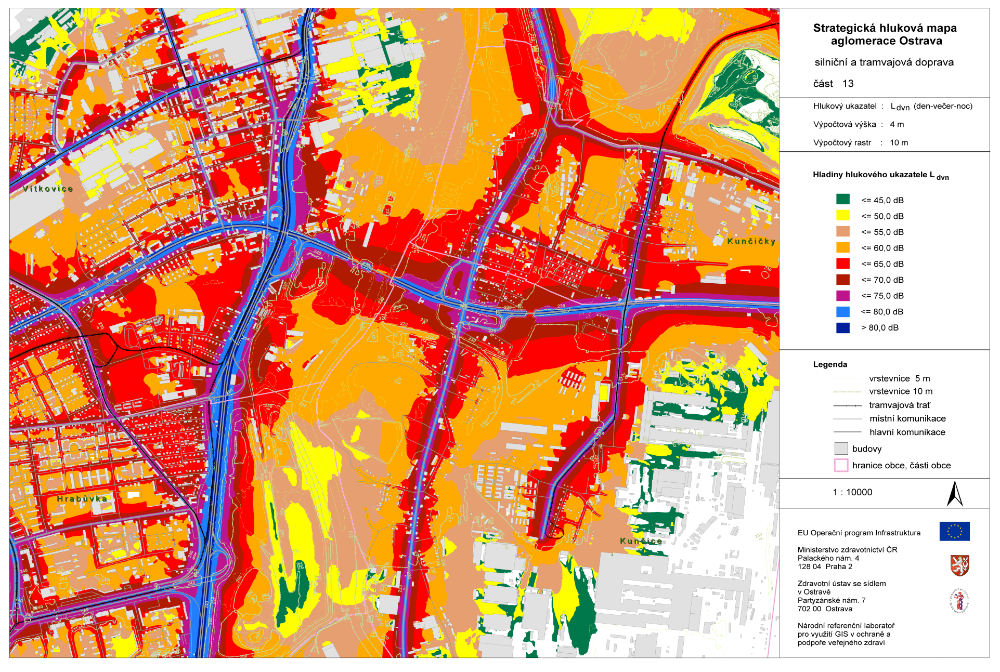 Strategická hluková mapa
aglomerace Ostrava
silniční a tramvajová doprava
část 13
Hlukový ukazatel : L dvn (den-večer-noc)
Výpočtová výška : 4 m
Výpočtový rastr : 10 m
Hladiny hlukového ukazatele L dvn
<= 45,0 dB
<= 50,0 dB
<= 55,0 dB
<= 60,0 dB
<= 65,0 dB
<= 70,0 dB
<= 75,0 dB
<= 80,0 dB
> 80,0 dB
Legenda
vrstevnice 5 m
vrstevnice 10 m
tramvajová trať
místní komunikace
hlavní komunikace
budovy
hranice obce, části obce
1 : 10000
EU Operační program Infrastruktura
Ministerstvo zdravotnictví ČR
Palackého nám. 4
128 04 Praha 2
Zdravotní ústav se sídlem
v Ostravě
Partyzánské nám. 7
702 00 Ostrava
Národní referenční laboratoř
pro využití GIS v ochraně a
podpoře veřejného zdraví
Vítkovice
Kunčičky
Hrabůvka
Kunčice